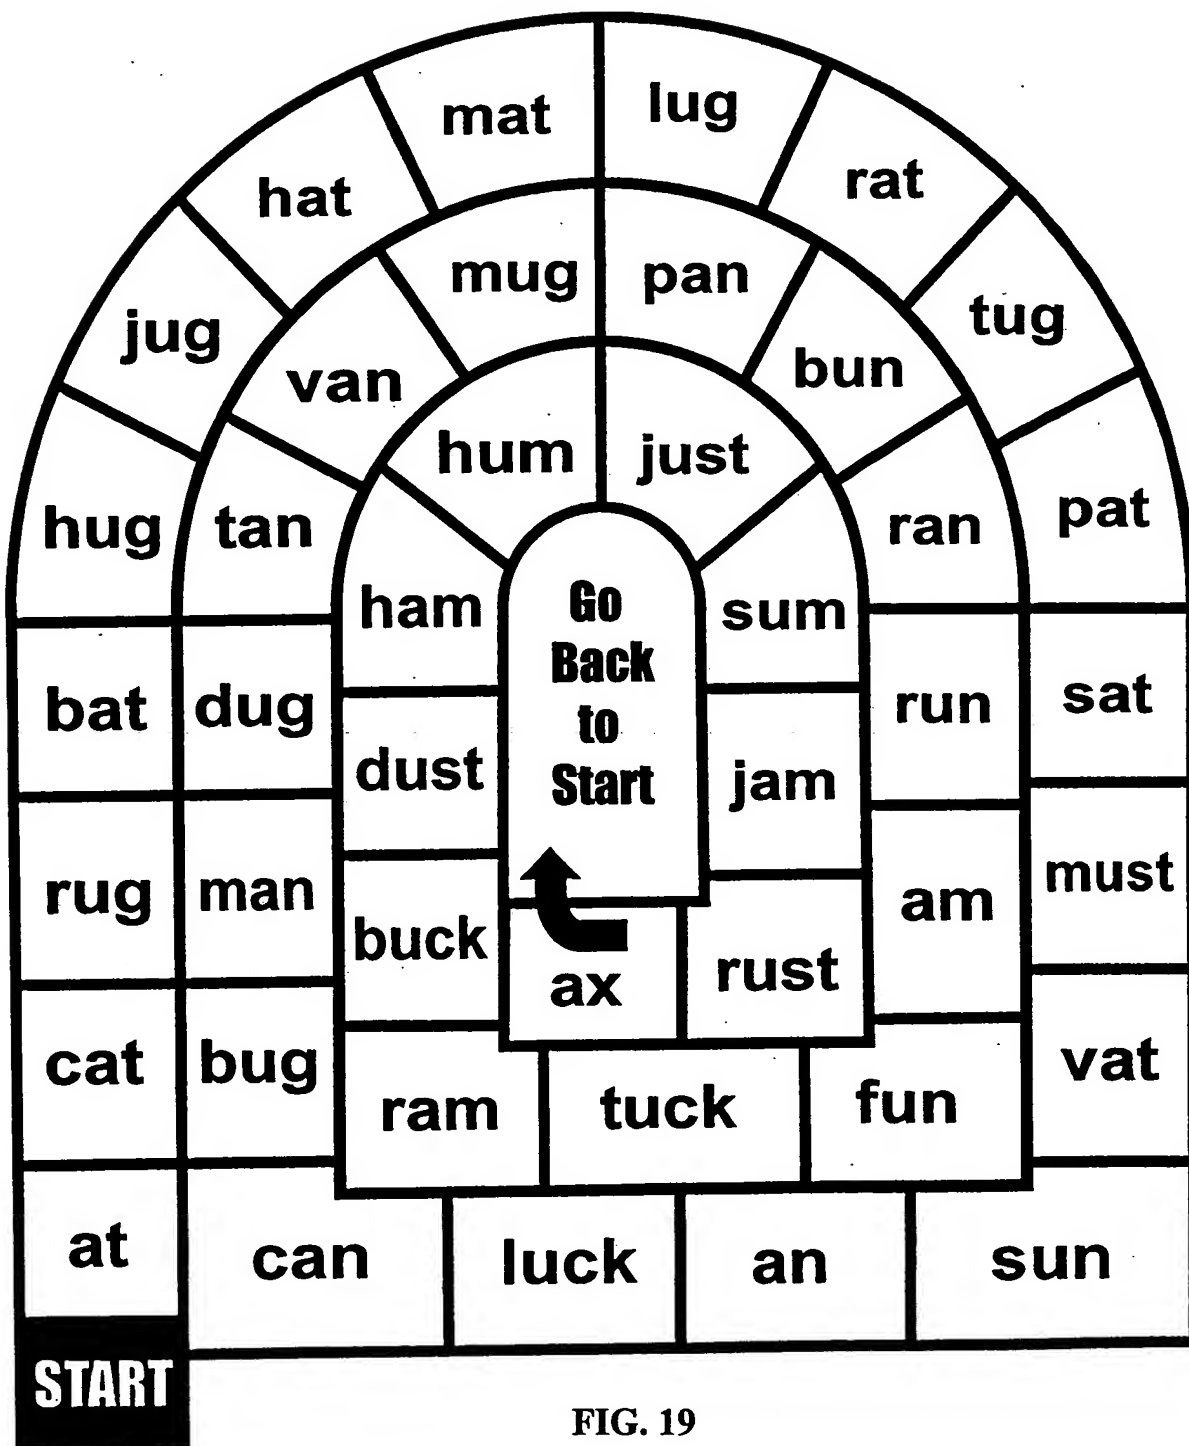 START
at
cat
rug
bat
hug
jug
hat
mat
lug
rat
tug
pat
sat
must
vat
sun
an
luck
can
bug
man
dug
tan
van
mug
pan
bun
ran
run
am
fun
tuck
ram
buck
dust
ham
hum
just
sum
jam
rust
ax
Go
Back
to
Start
FIG. 19